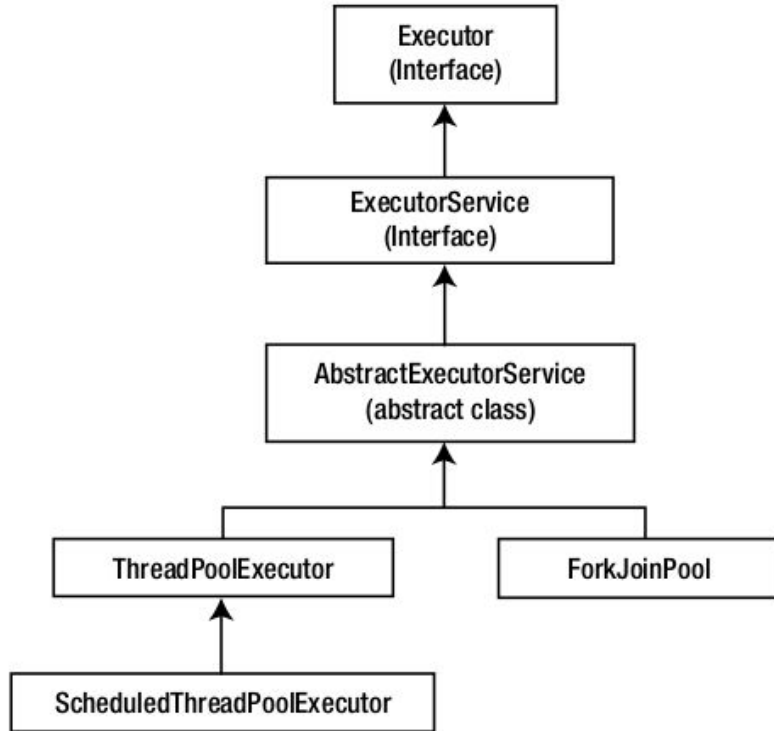 Executor
(Interface)
ExecutorService
(Interface)
AbstractExecutorService
(abstract class)
ThreadPoolExecutor
ForkJoinPool
ScheduledThreadPoolExecutor